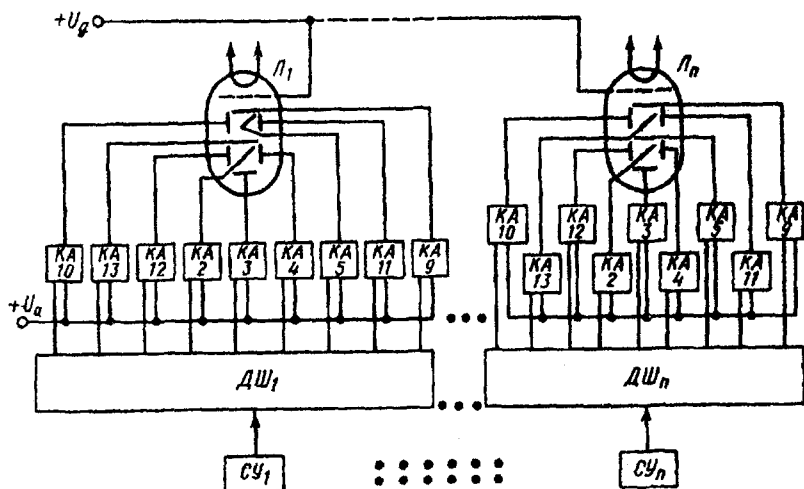 +Uд
Л1
Лn
КА 10
КА 13
КА 12
КА 2
КА 3
КА 4
КА 5
КА 11
КА 9
КА 10
КА 12
КА 3
КА 5
КА 9
КА 13
КА 2
КА 4
КА 11
+Uа
ДШ1
ДШn
СУ1
СУn